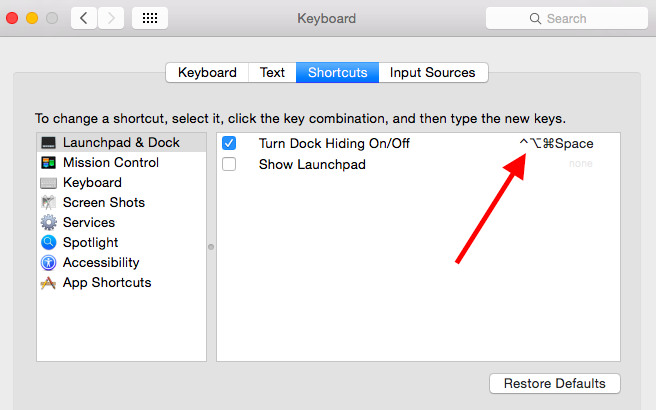 Keyboard
Search
Keyboard Text Shortcuts Input Sources
To change a shortcut, select it, click the key combination, and then type the new keys.
Launchpad & Dock
Mission Control
Keyboard
Screen Shots
Services
Spotlight
Accessibility
App Shortcuts
Turn Dock Hiding On/Off ^⌥⌘Space
Show Launchpad none
Restore Defaults